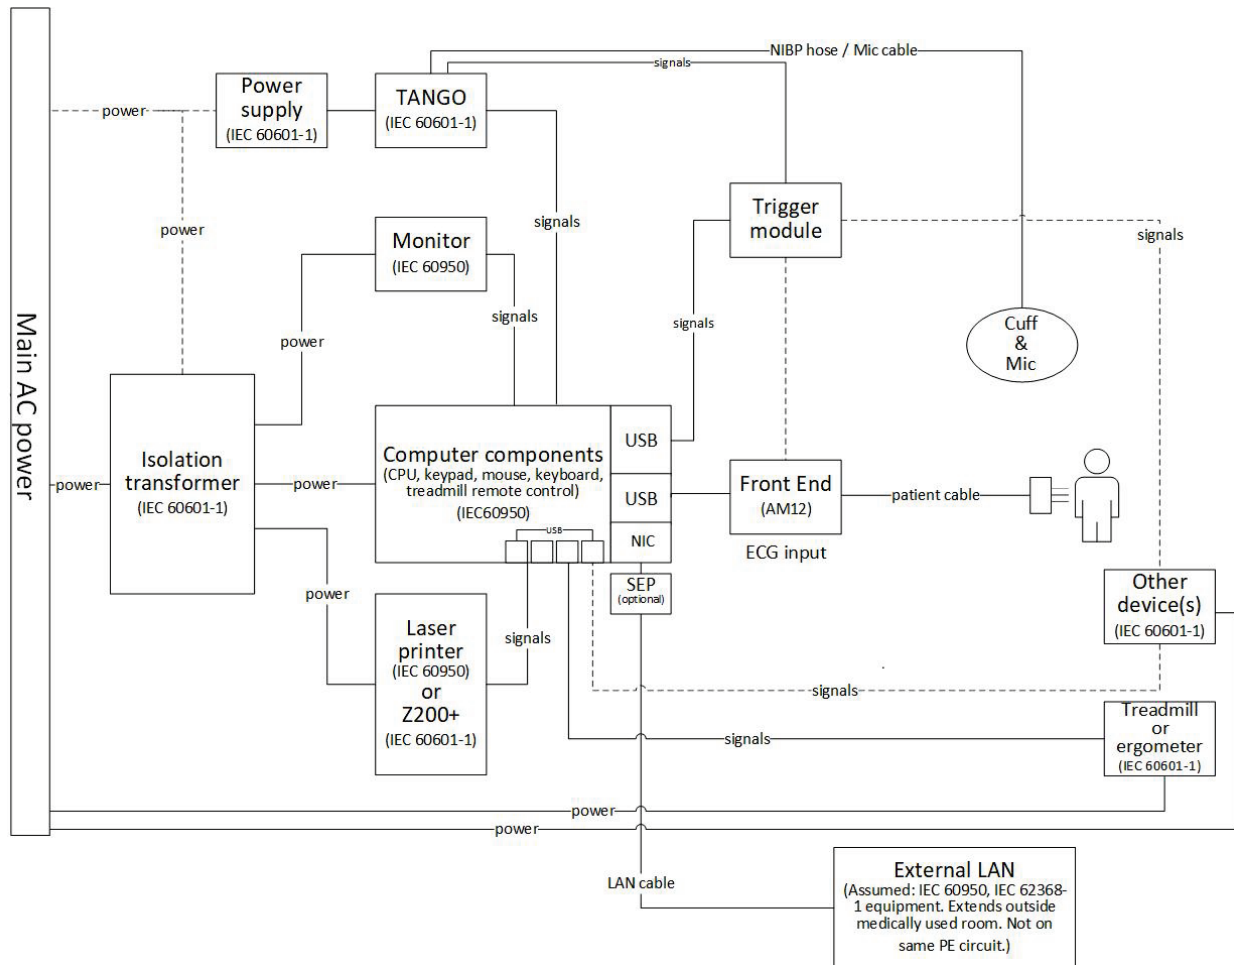 NIBP hose / Mic cable
signals
Power
supply
(IEC 60601-1)
TANGO
(IEC 60601-1)
power
power
signals
Trigger
module
signals
Monitor
(IEC 60950)
signals
signals
power
Cuff
&
Mic
Main AC power
Isolation
transformer
(IEC 60601-1)
power
power
Computer components
(CPU, keypad, mouse, keyboard,
treadmill remote control)
(IEC60950)
USB
USB
USB
NIC
Front End
(AM12)
ECG input
patient cable
SEP
(optional)
Other
device(s)
(IEC 60601-1)
power
Laser
printer
(IEC 60950)
or
Z200+
(IEC 60601-1)
signals
signals
signals
Treadmill
or
ergometer
(IEC 60601-1)
power
power
LAN cable
External LAN
(Assumed: IEC 60950, IEC 62368-
1 equipment. Extends outside
medically used room. Not on
same PE circuit.)